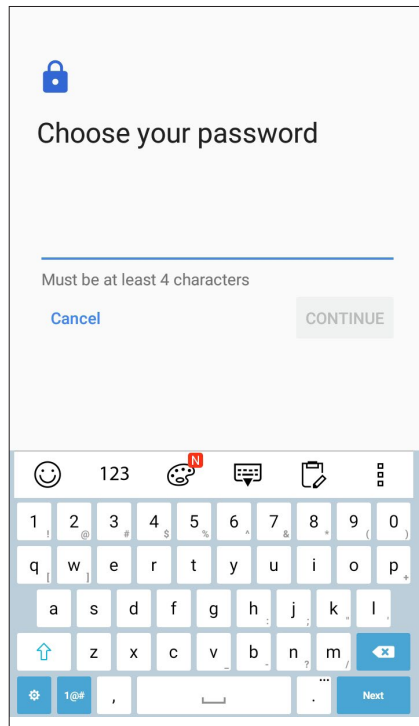 Choose your password
Must be at least 4 characters
Cancel CONTINUE
123 N
1 ! 2 @ 3 # 4 $ 5 % 6 ^ 7 & 8 * 9 ( 0 )
q [ w ] e r t y u i o p +
a s d f g h : j ; k " l '
z x c v _ b - n ? m /
1@# , . ... Next